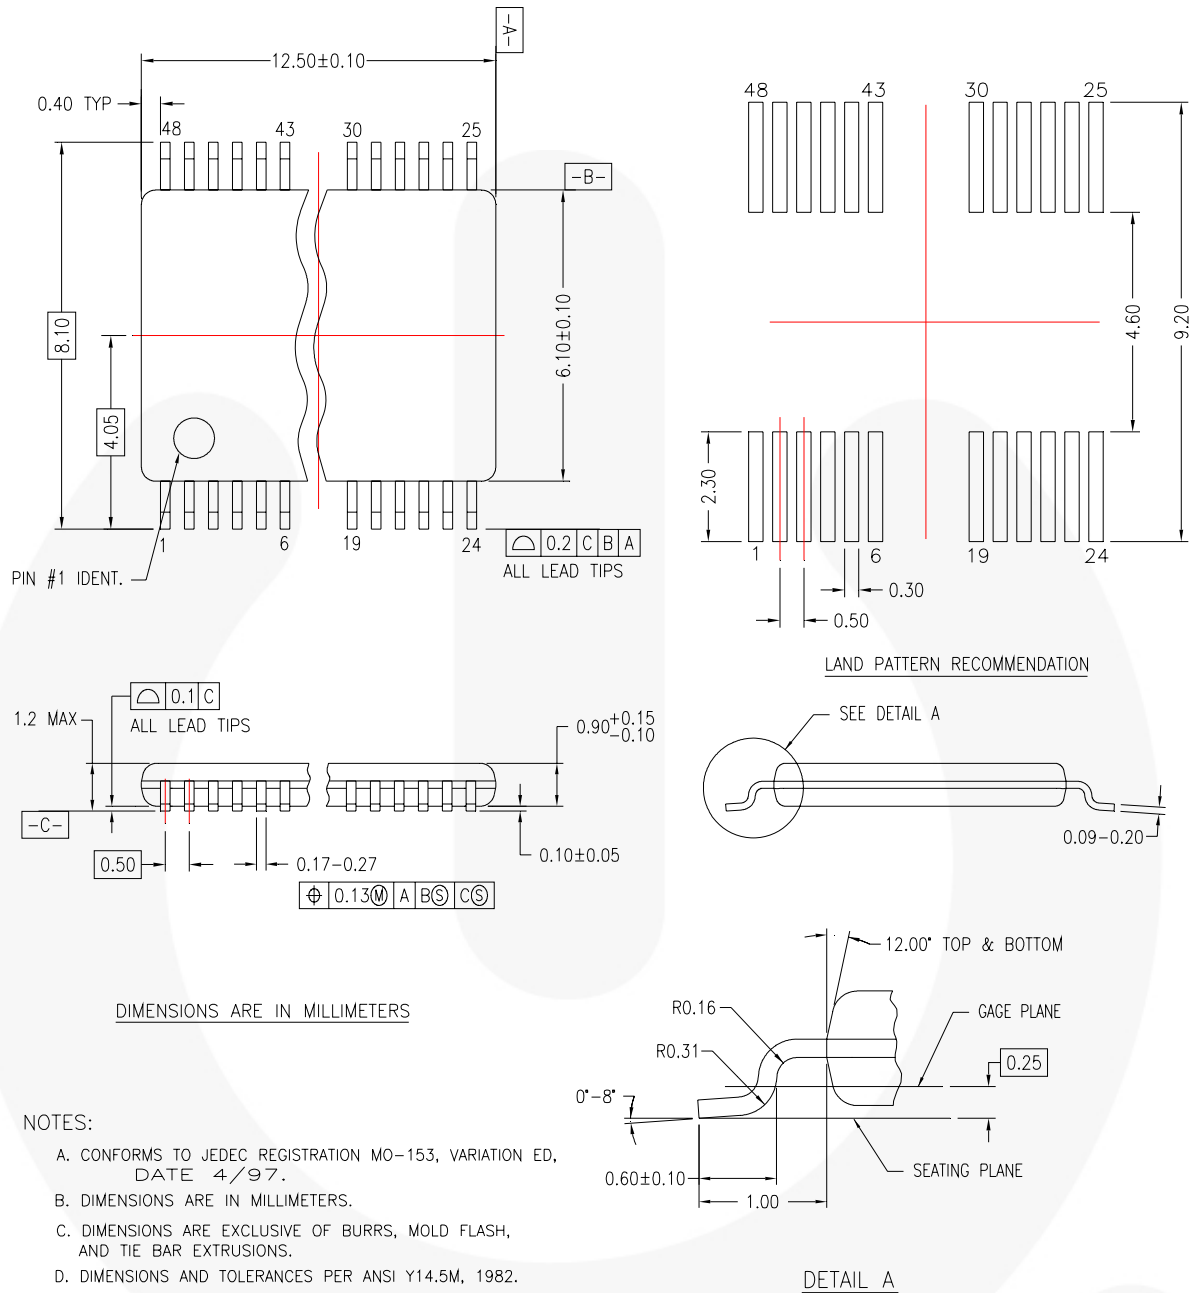 -A-
12.50±0.10
0.40 TYP
48 43 30 25
-B-
8.10
4.05
6.10±0.10
1 6 19 24
PIN #1 IDENT.
0.2 C B A
ALL LEAD TIPS
48 43 30 25
4.60
9.20
2.30
1 6 19 24
0.30
0.50
LAND PATTERN RECOMMENDATION
0.1 C
ALL LEAD TIPS
1.2 MAX
0.90+0.15
-0.10
-C-
0.50
0.17-0.27
0.10±0.05
0.13Ⓜ A BⓈ CⓈ
SEE DETAIL A
0.09-0.20
DIMENSIONS ARE IN MILLIMETERS
12.00° TOP & BOTTOM
R0.16
R0.31
GAGE PLANE
0.25
0°-8°
SEATING PLANE
0.60±0.10
1.00
DETAIL A
NOTES:
A. CONFORMS TO JEDEC REGISTRATION MO-153, VARIATION ED,
DATE 4/97.
B. DIMENSIONS ARE IN MILLIMETERS.
C. DIMENSIONS ARE EXCLUSIVE OF BURRS, MOLD FLASH,
AND TIE BAR EXTRUSIONS.
D. DIMENSIONS AND TOLERANCES PER ANSI Y14.5M, 1982.